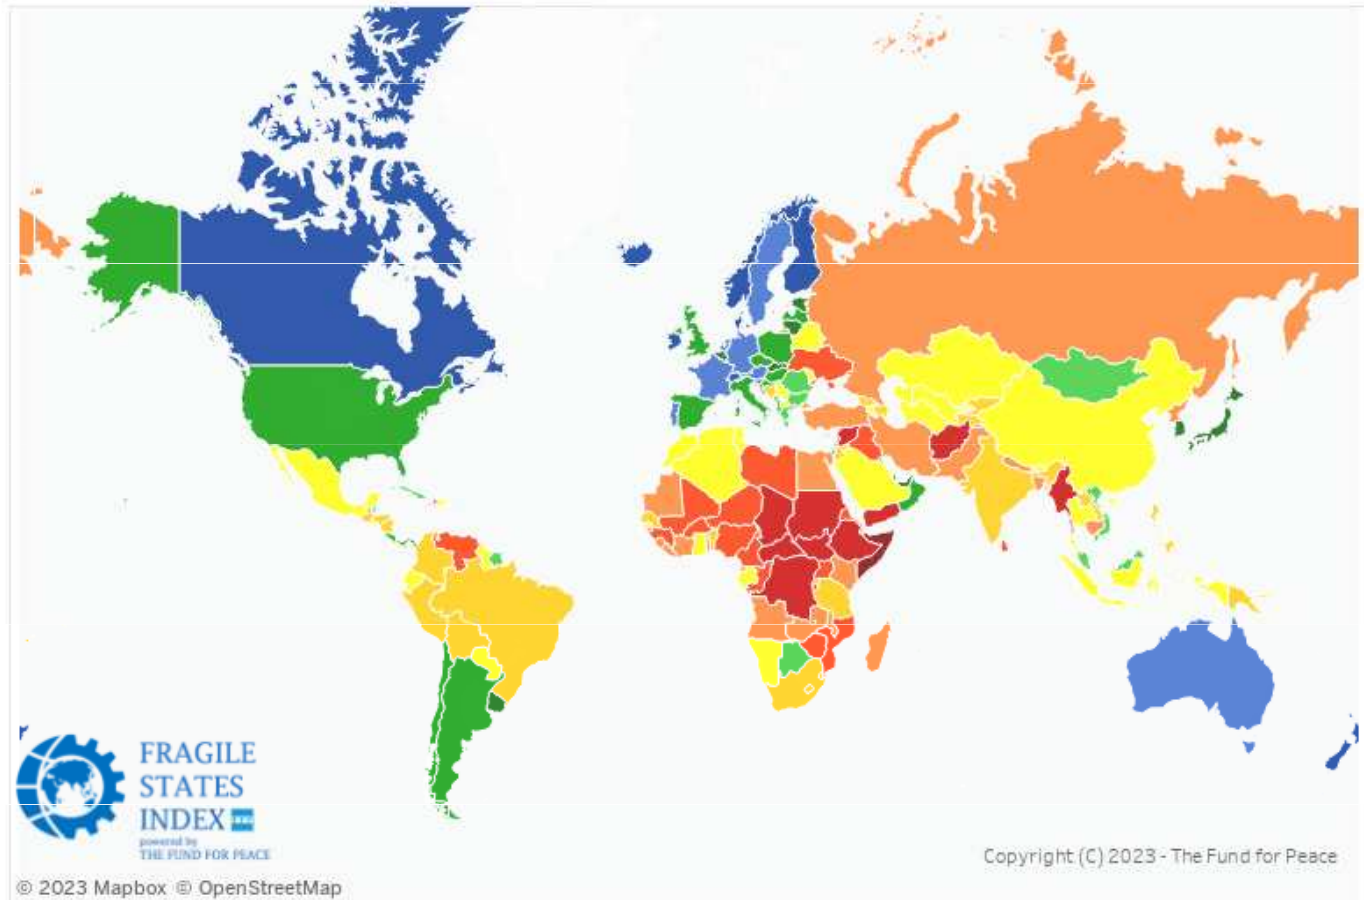 FRAGILE
STATES
INDEX
powered by
THE FUND FOR PEACE
Copyright (C) 2023 - The Fund for Peace
© 2023 Mapbox © OpenStreetMap